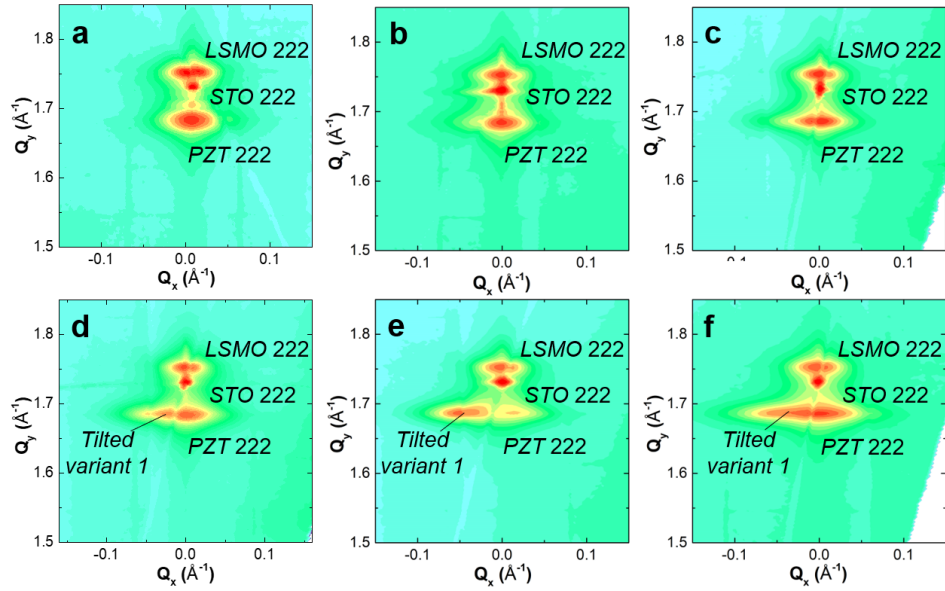 a
LSMO 222
STO 222
PZT 222
1.8
1.7
1.6
1.5
Qy (Å-1)
-0.1
0.0
0.1
Qx (Å-1)
b
LSMO 222
STO 222
PZT 222
1.8
1.7
1.6
1.5
Qy (Å-1)
-0.1
0.0
0.1
Qx (Å-1)
c
LSMO 222
STO 222
PZT 222
1.8
1.7
1.6
1.5
Qy (Å-1)
-0.1
0.0
0.1
Qx (Å-1)
d
LSMO 222
STO 222
PZT 222
Tilted
variant 1
1.8
1.7
1.6
1.5
Qy (Å-1)
-0.1
0.0
0.1
Qx (Å-1)
e
LSMO 222
STO 222
PZT 222
Tilted
variant 1
1.8
1.7
1.6
1.5
Qy (Å-1)
-0.1
0.0
0.1
Qx (Å-1)
f
LSMO 222
STO 222
PZT 222
Tilted
variant 1
1.8
1.7
1.6
1.5
Qy (Å-1)
-0.1
0.0
0.1
Qx (Å-1)